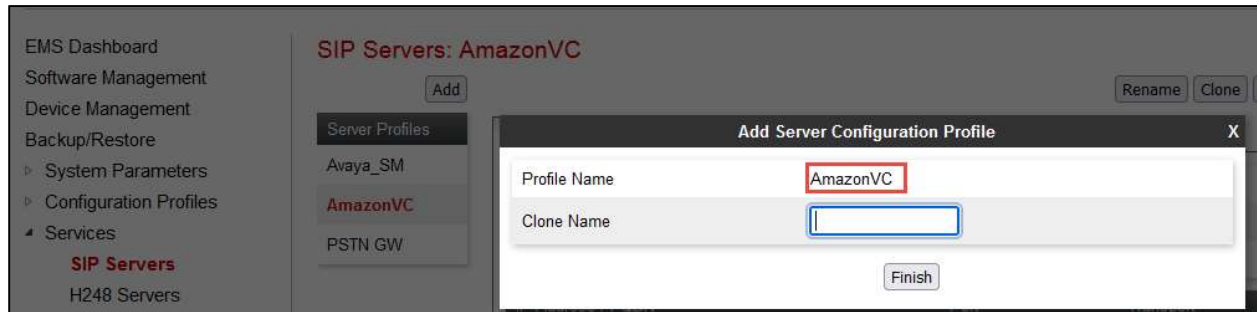 EMS Dashboard
Software Management
Device Management
Backup/Restore
System Parameters
Configuration Profiles
Services
SIP Servers
H248 Servers
SIP Servers: AmazonVC
Add
Rename
Clone
Server Profiles
Avaya_SM
AmazonVC
PSTN GW
Add Server Configuration Profile
X
Profile Name
AmazonVC
Clone Name
Finish